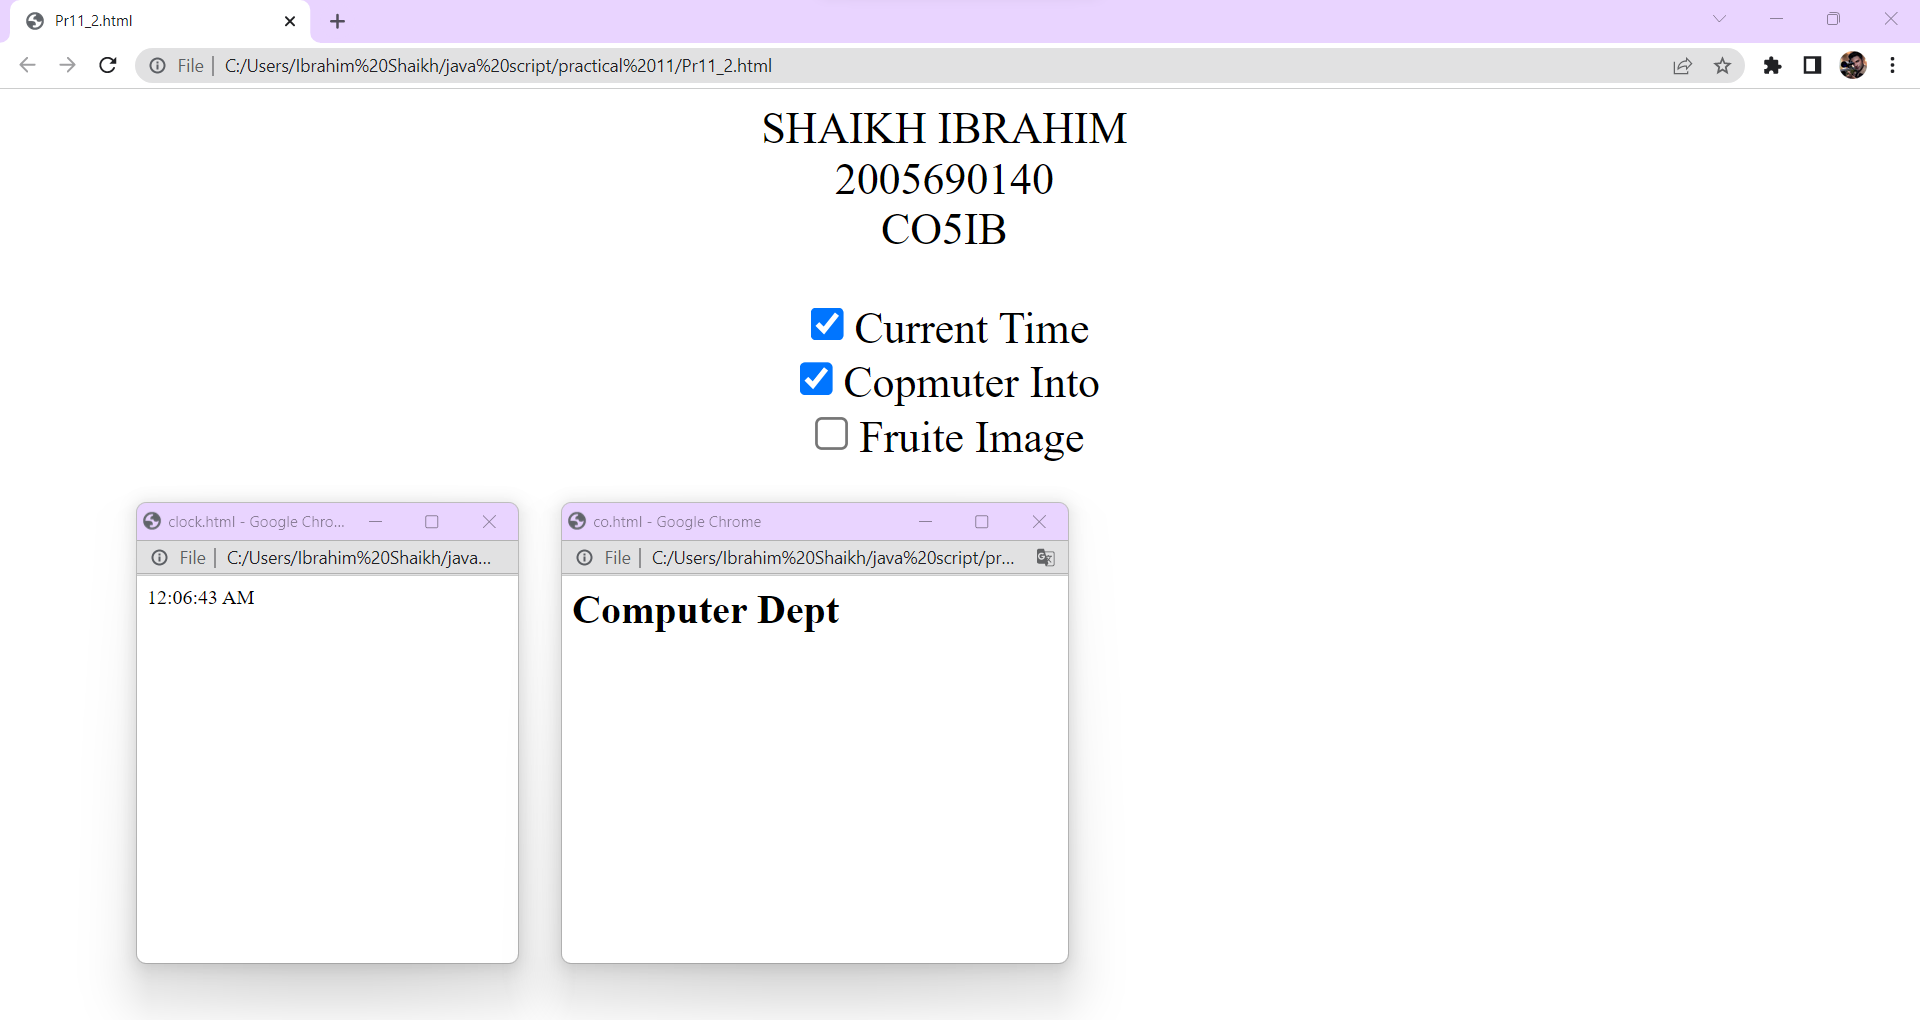 Pr11_2.html
File | C:/Users/Ibrahim%20Shaikh/java%20script/practical%2011/Pr11_2.html
SHAIKH IBRAHIM
2005690140
CO5IB
Current Time
Copmuter Into
Fruite Image
clock.html - Google Chro...
File | C:/Users/Ibrahim%20Shaikh/java...
12:06:43 AM
co.html - Google Chrome
File | C:/Users/Ibrahim%20Shaikh/java%20script/pr...
Computer Dept